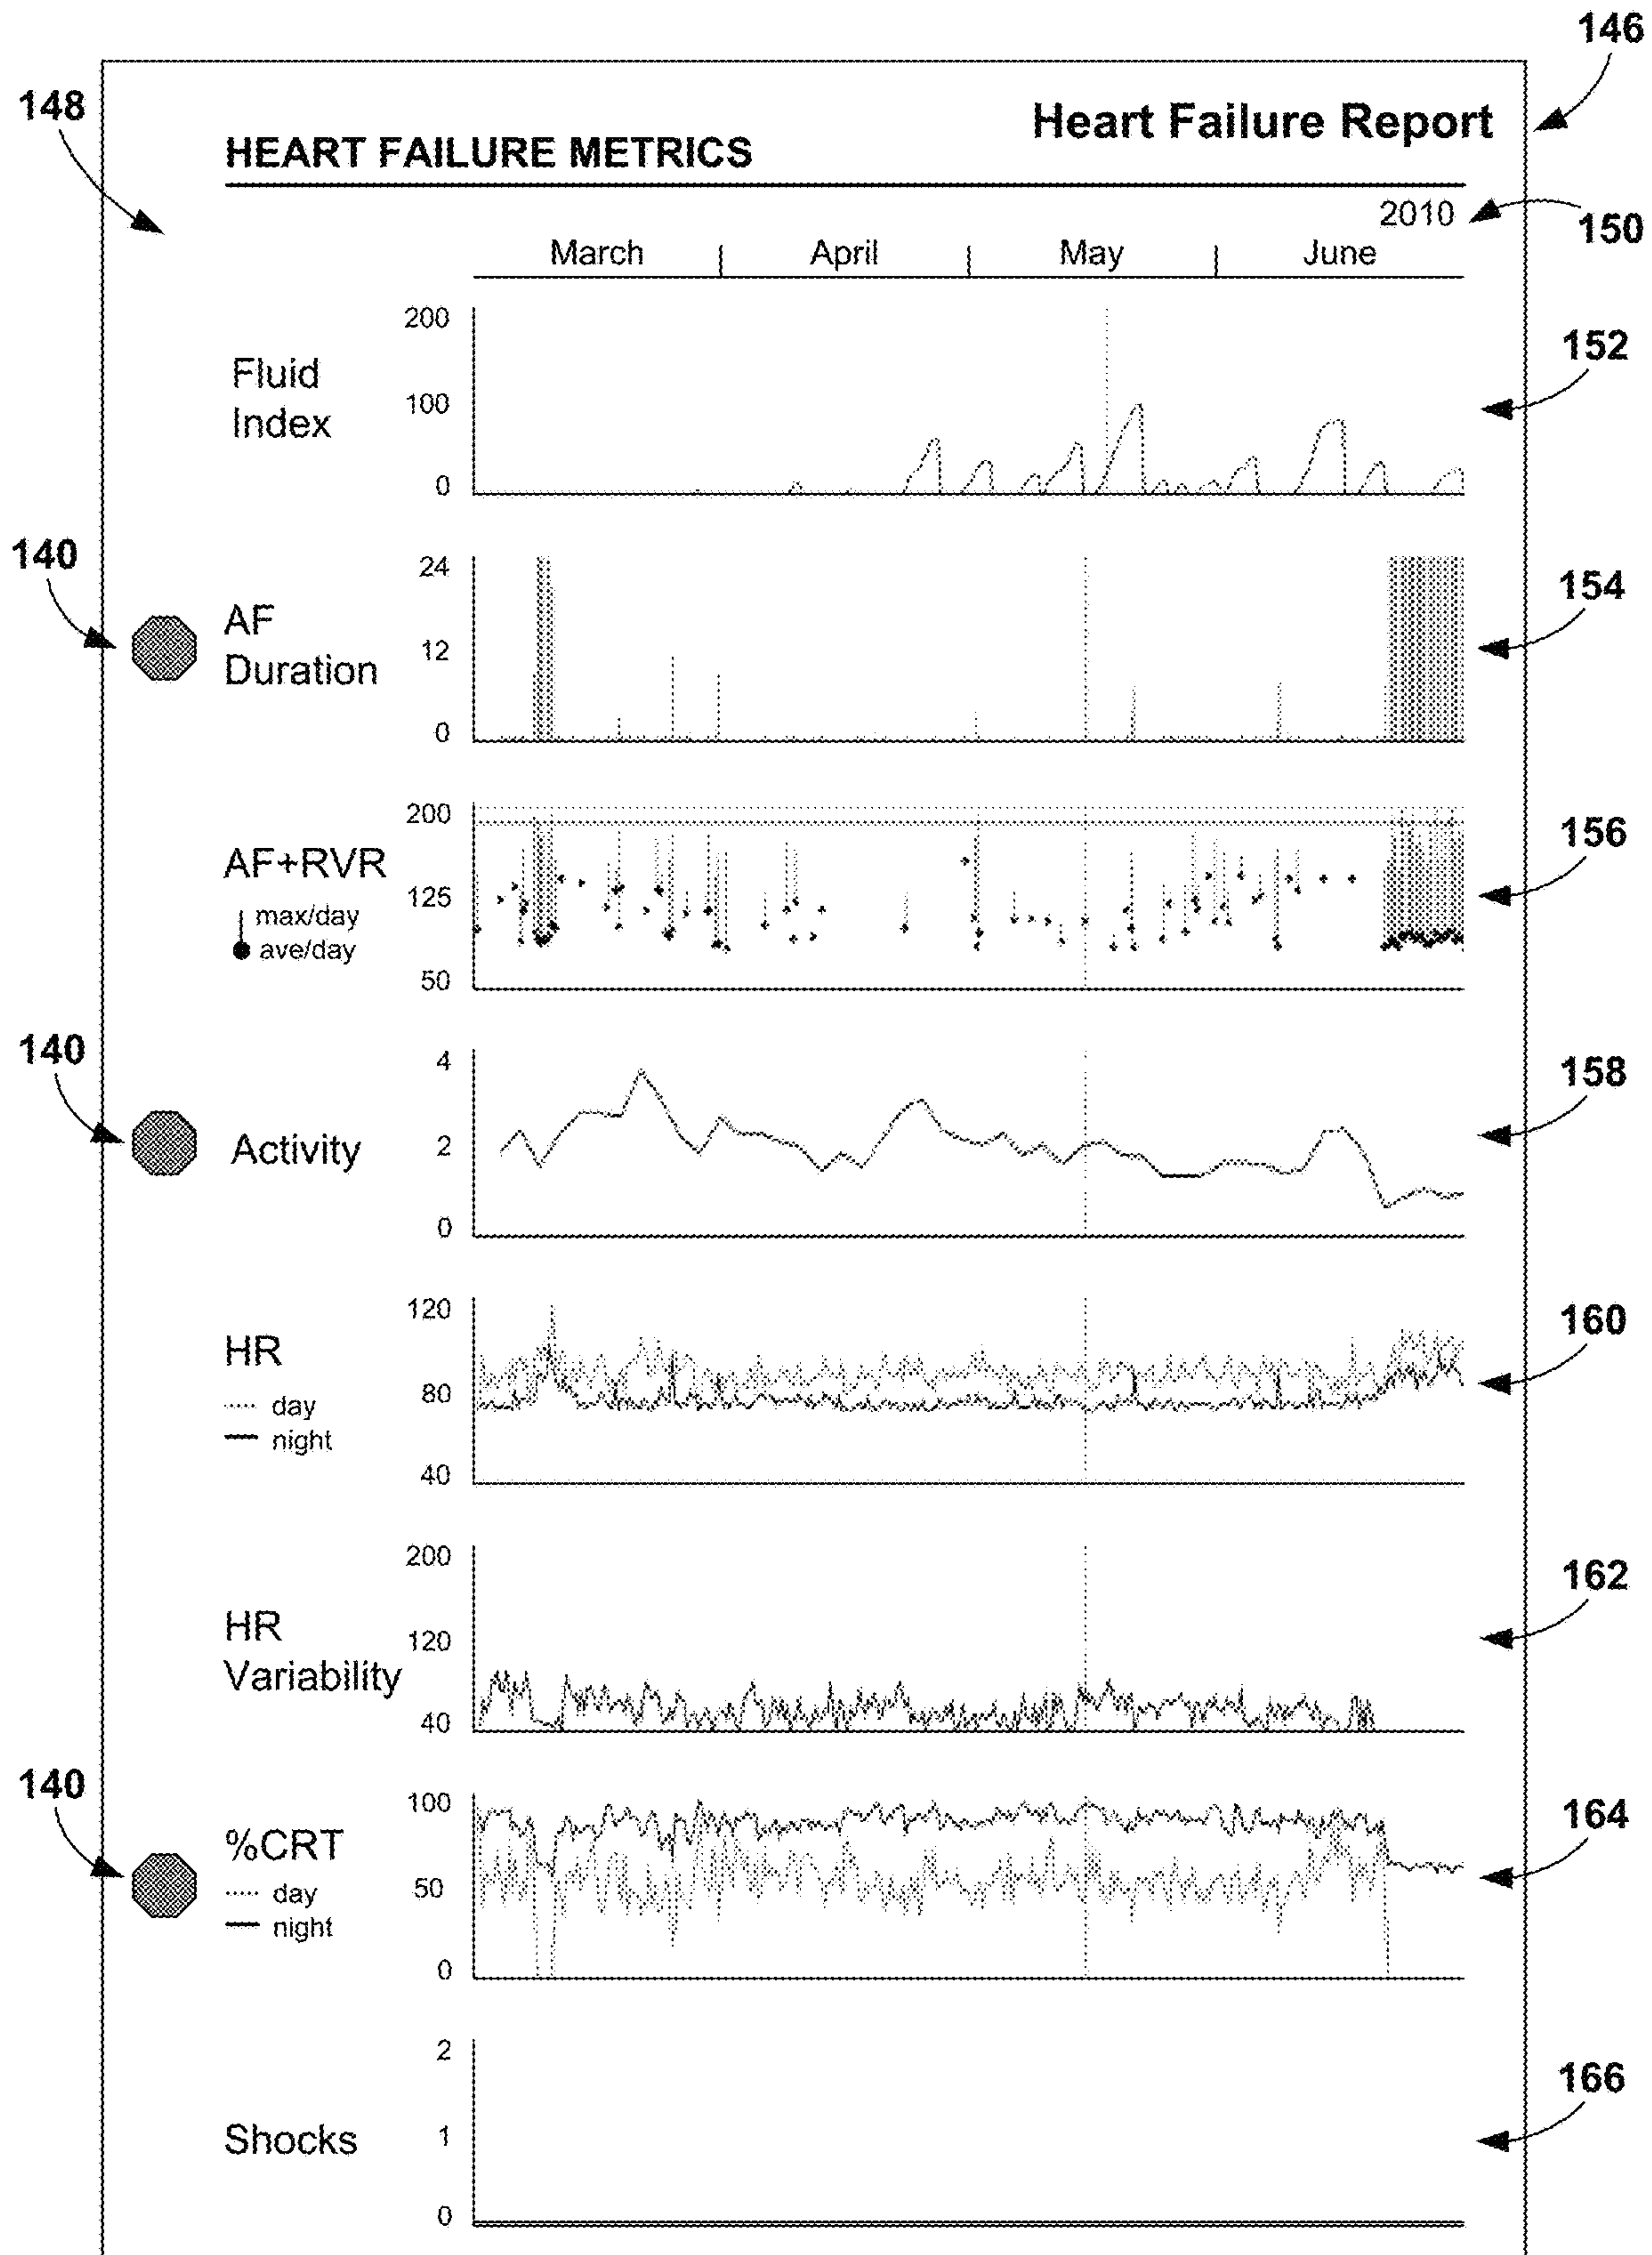 146
148
Heart Failure Report
HEART FAILURE METRICS
2010
150
March | April | May | June
200
Fluid
Index
100
0
152
140
AF
Duration
24
12
0
154
200
AF+RVR
125
max/day
ave/day
50
156
140
4
Activity
2
0
158
120
HR
80
day
night
40
160
200
HR
Variability
120
40
162
140
100
%CRT
50
day
night
0
164
2
Shocks
1
0
166